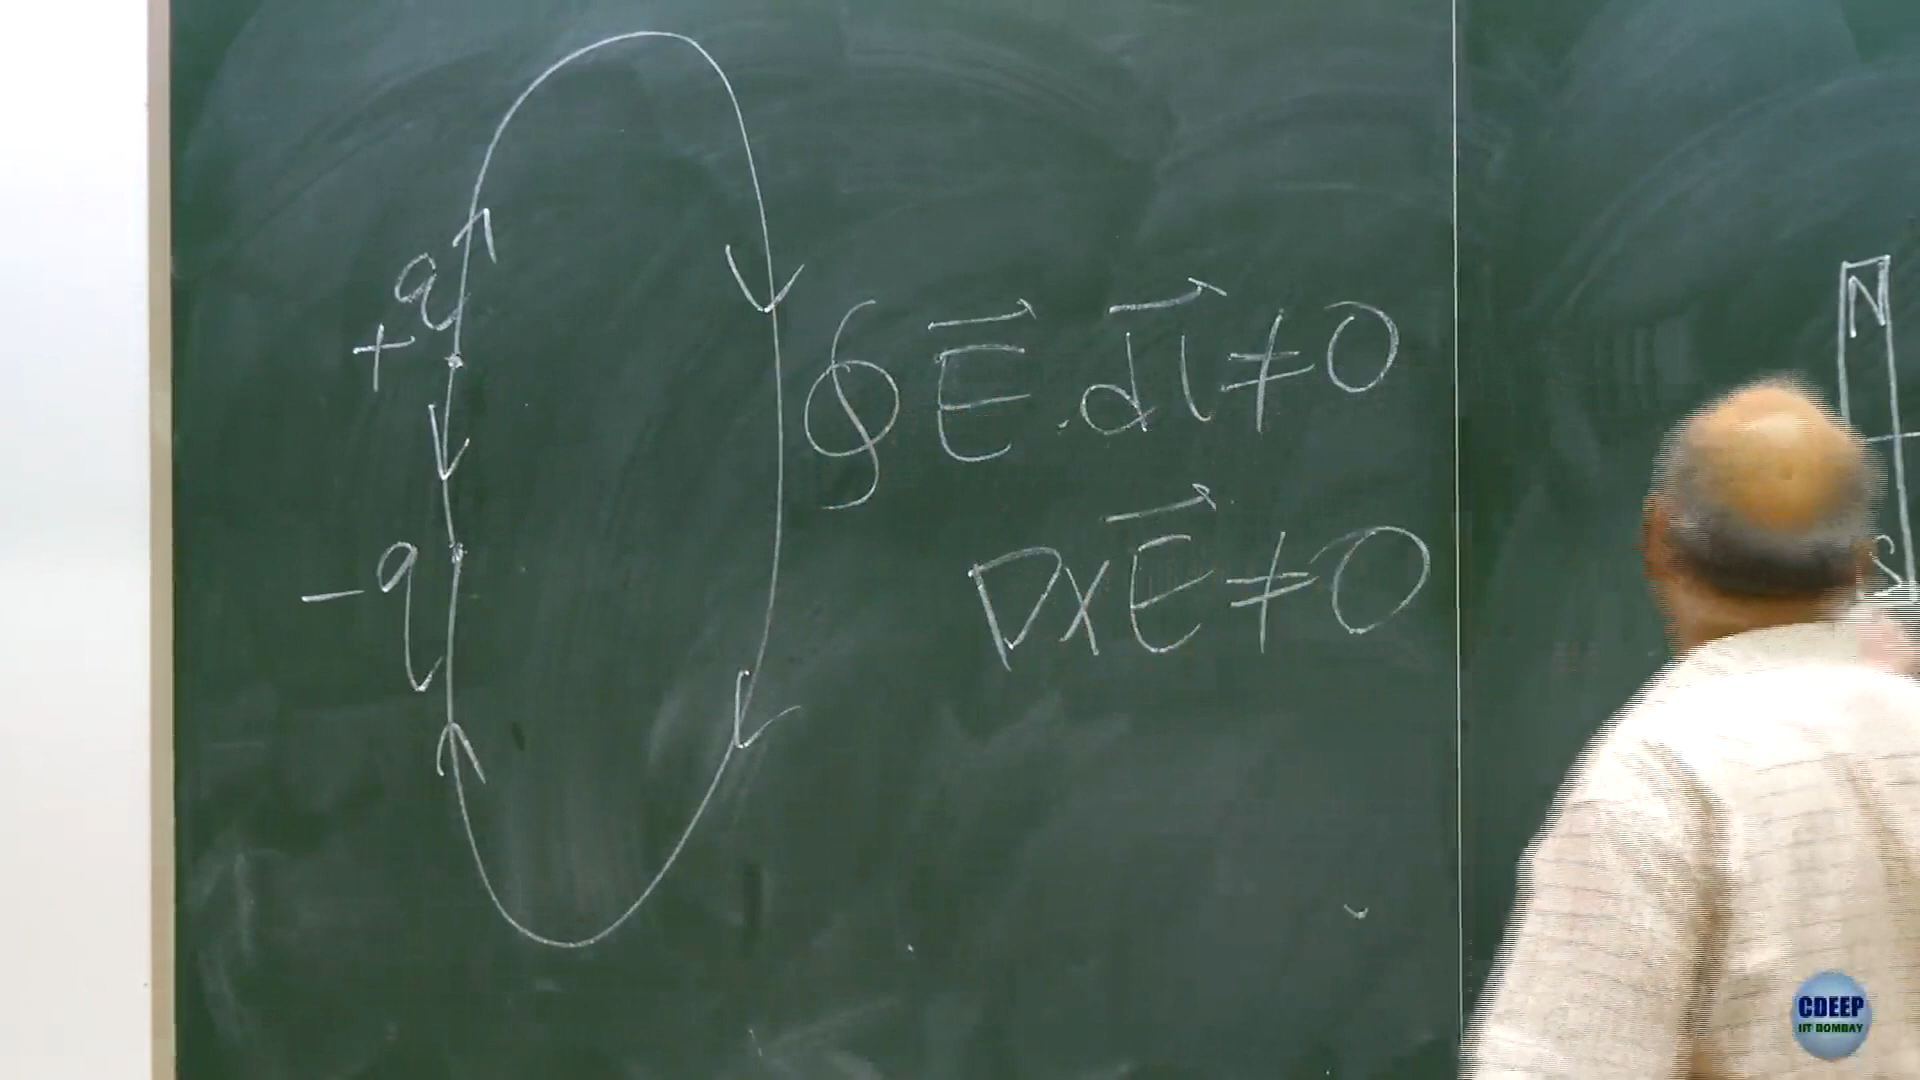 +q
-q
∮ E⃗ . dl⃗ ≠ 0
∇ × E⃗ ≠ 0
N
S
CDEEP
IIT BOMBAY